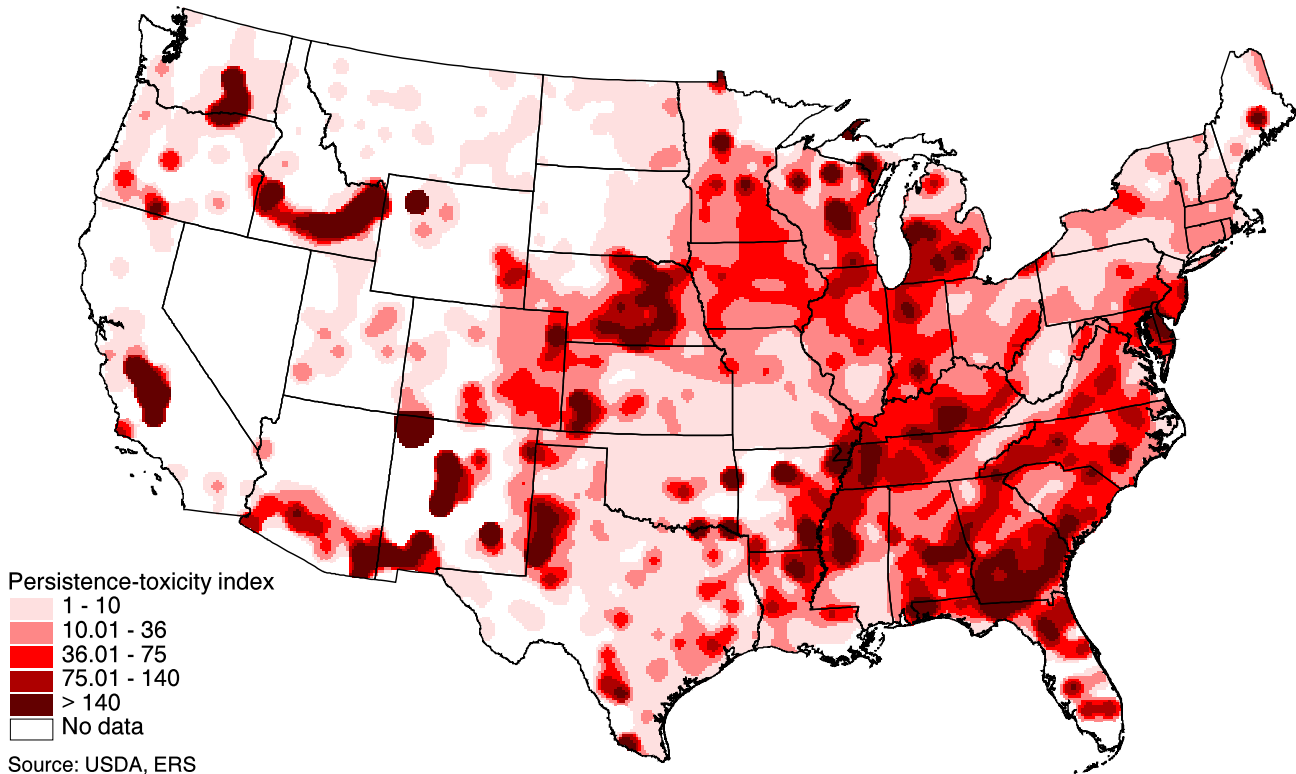 Persistence-toxicity index
1 - 10
10.01 - 36
36.01 - 75
75.01 - 140
> 140
No data
Source: USDA, ERS